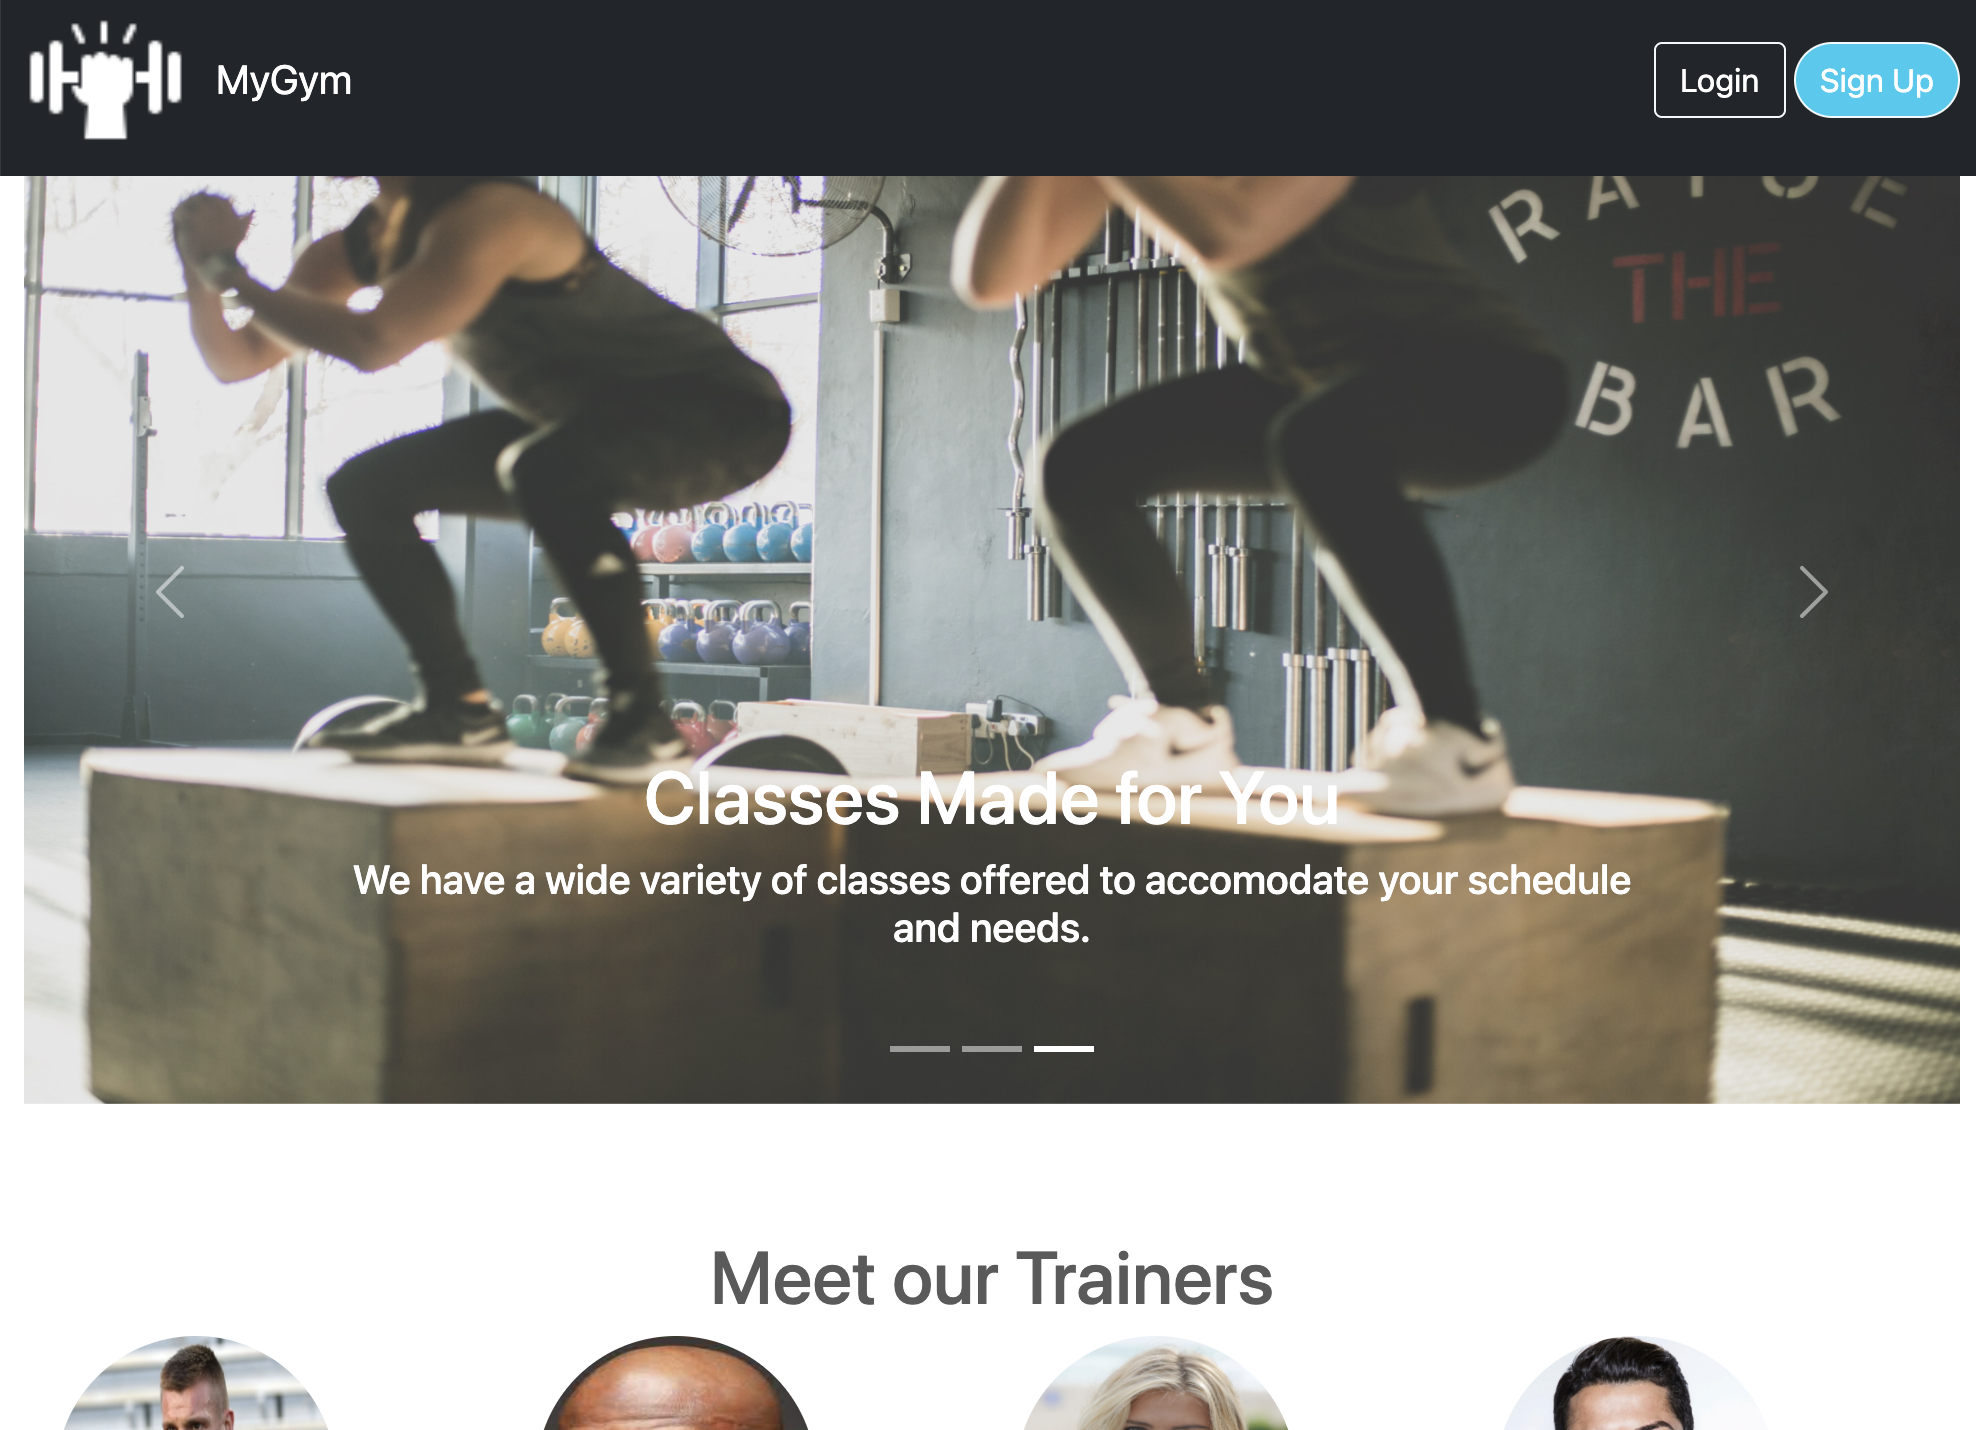 MyGym
Login
Sign Up
THE
BAR
Classes Made for You
We have a wide variety of classes offered to accomodate your schedule
and needs.
Meet our Trainers